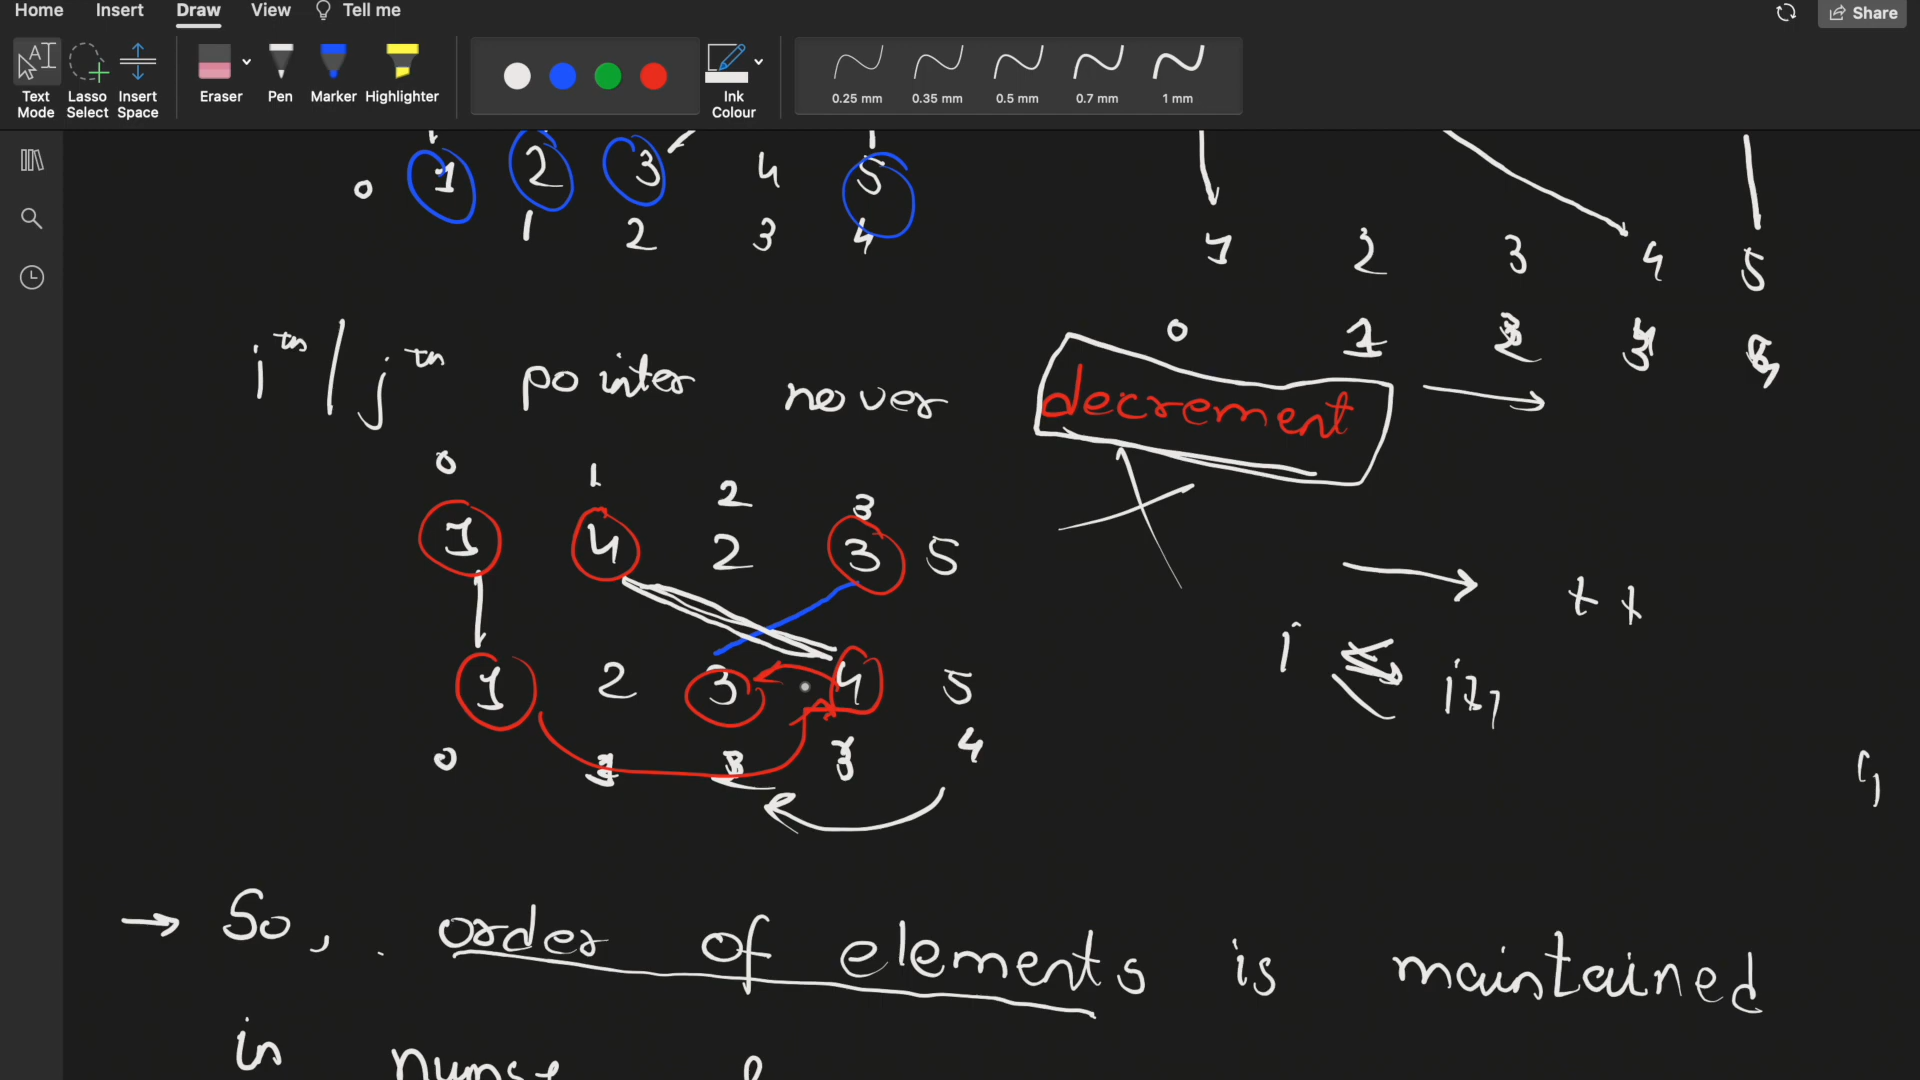 Home Insert Draw View Tell me Share
Text Mode Lasso Select Insert Space Eraser Pen Marker Highlighter Ink Colour 0.25 mm 0.35 mm 0.5 mm 0.7 mm 1 mm
1 2 3 4 5
0 1 2 3 4
1 2 3 4 5
0 1 2 3
ith / jth pointer never decrement
0 1 2 3
1 4 2 3 5
++
i
1 2 3 4 5
0 1 3 4
→ So, order of elements is maintained
in